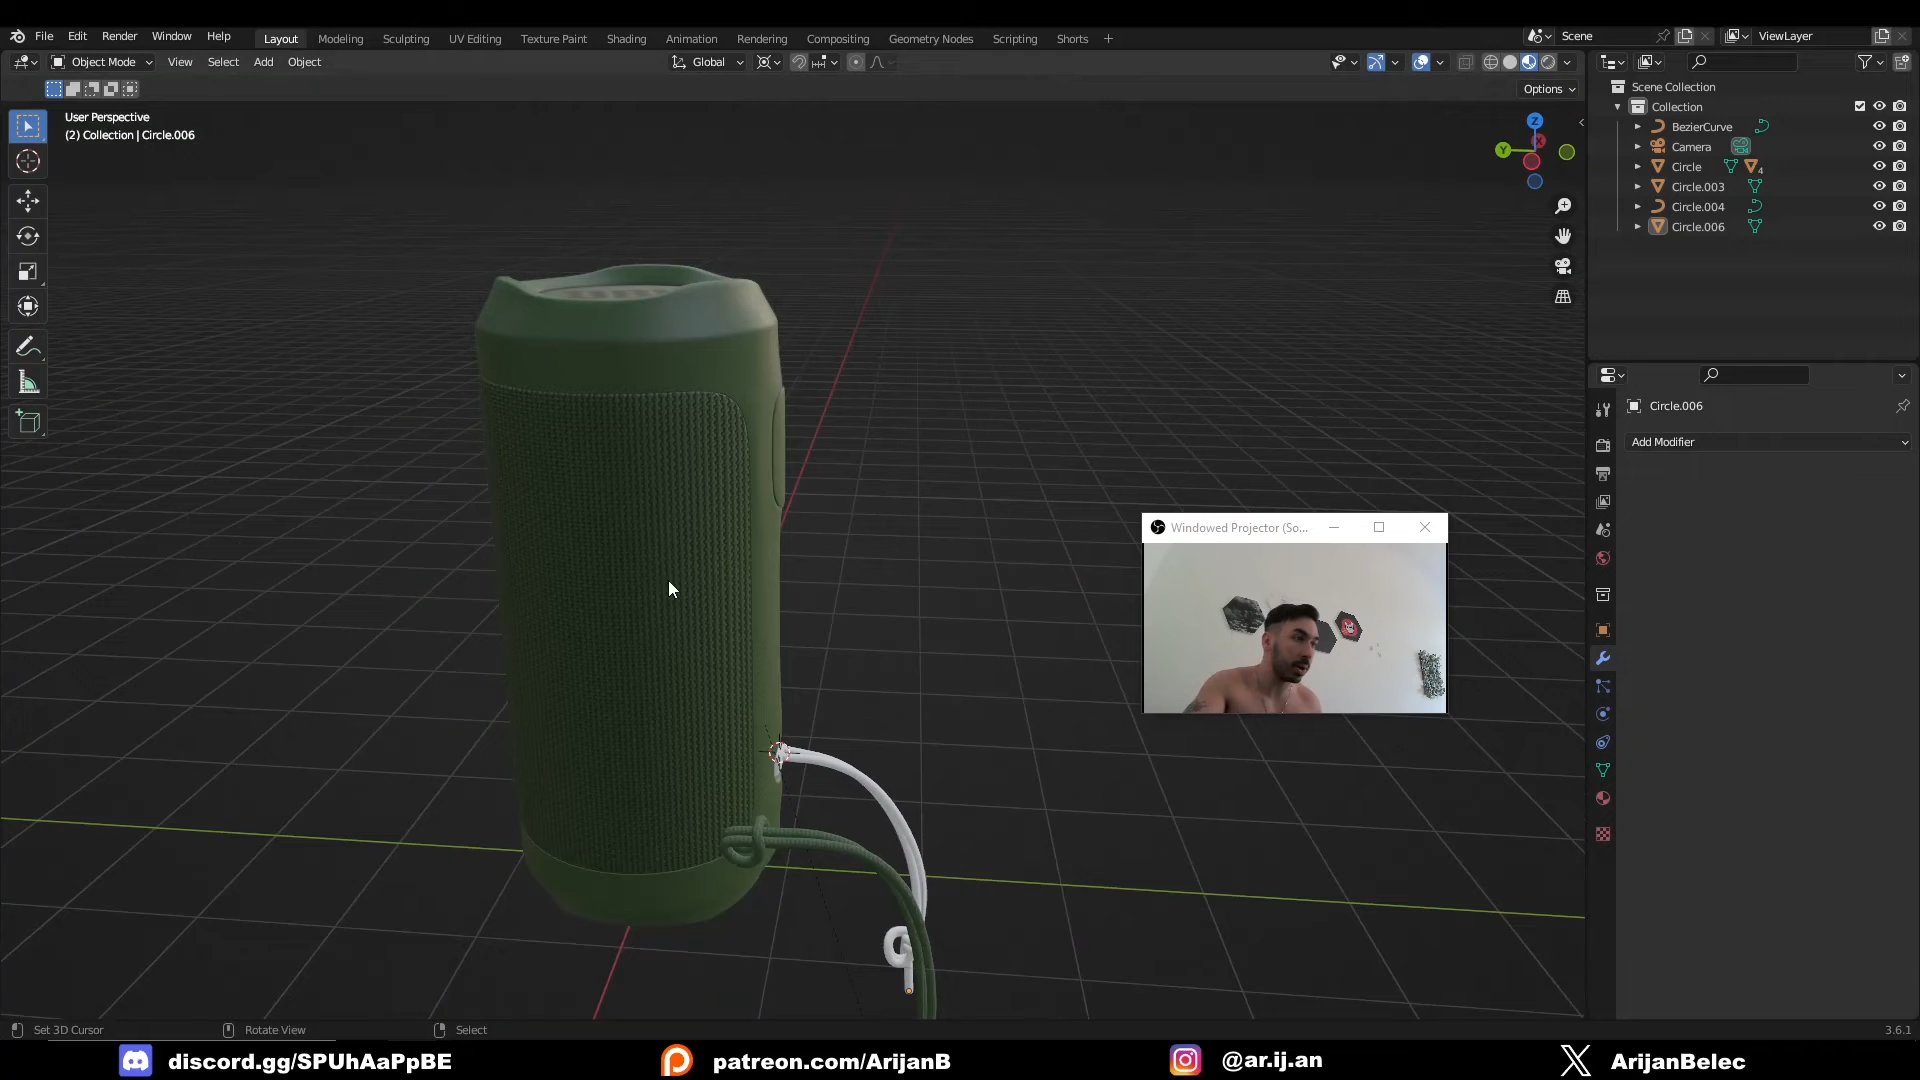 File Edit Render Window Help Layout Modeling Sculpting UV Editing Texture Paint Shading Animation Rendering Compositing Geometry Nodes Scripting Shorts + Scene ViewLayer
Object Mode View Select Add Object Global
Options
User Perspective
(2) Collection | Circle.006
Z
Y
X
Scene Collection
Collection
BezierCurve
Camera
Circle 4
Circle.003
Circle.004
Circle.006
Circle.006
Add Modifier
Windowed Projector (So...
Set 3D Cursor Rotate View Select 3.6.1
discord.gg/SPUhAaPpBE patreon.com/ArijanB @ar.ij.an ArijanBelec